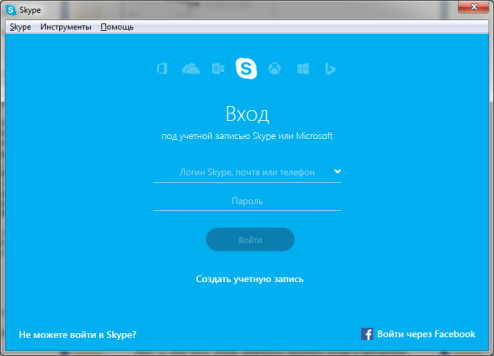 Skype
Skype Инструменты Помощь
Вход
под учетной записью Skype или Microsoft
Логин Skype, почта или телефон
Пароль
Войти
Создать учетную запись
Не можете войти в Skype?
Войти через Facebook